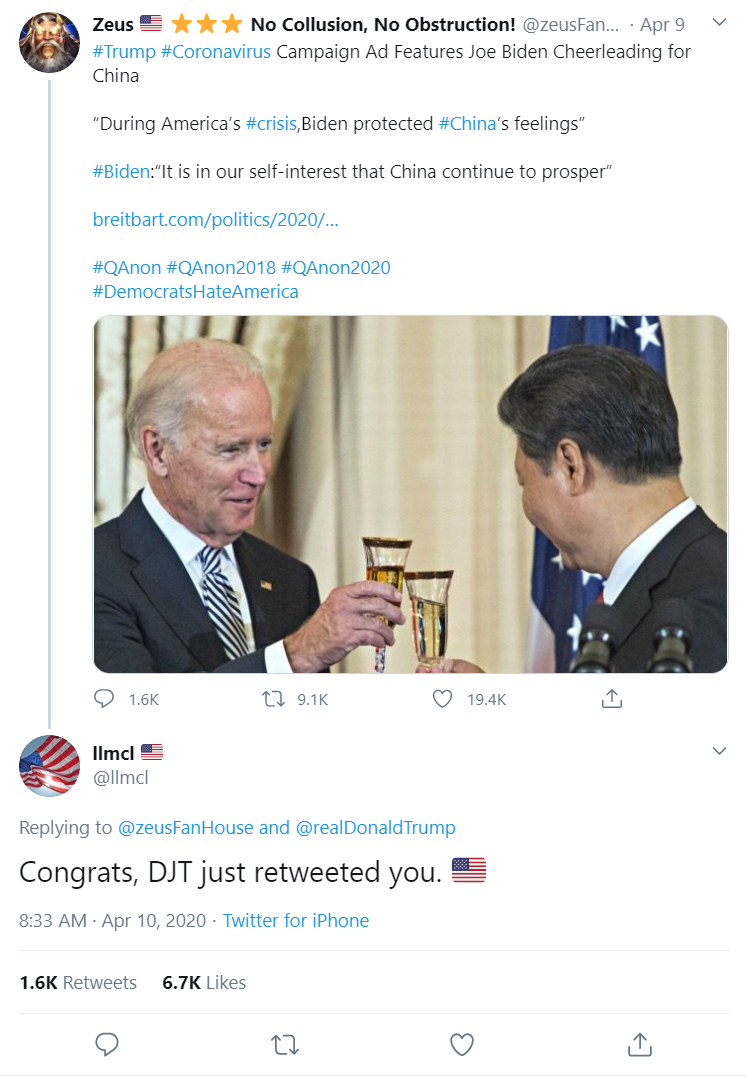 Zeus 🇺🇸 ⭐⭐⭐ No Collusion, No Obstruction! @zeusFan... · Apr 9
#Trump #Coronavirus Campaign Ad Features Joe Biden Cheerleading for
China
“During America’s #crisis,Biden protected #China’s feelings”
#Biden:“It is in our self-interest that China continue to prosper”
breitbart.com/politics/2020/...
#QAnon #QAnon2018 #QAnon2020
#DemocratsHateAmerica
1.6K 9.1K 19.4K
llmcl 🇺🇸
@llmcl
Replying to @zeusFanHouse and @realDonaldTrump
Congrats, DJT just retweeted you. 🇺🇸
8:33 AM · Apr 10, 2020 · Twitter for iPhone
1.6K Retweets 6.7K Likes